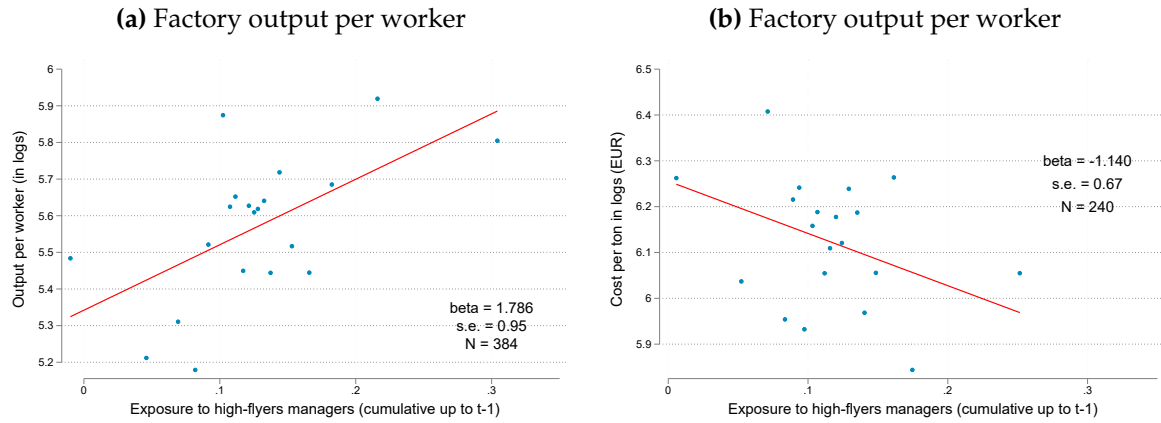 (a) Factory output per worker
6
5.9
5.8
5.7
5.6
5.5
5.4
5.3
5.2
Output per worker (in logs)
beta = 1.786
s.e. = 0.95
N = 384
0
.1
.2
.3
Exposure to high-flyers managers (cumulative up to t-1)
(b) Factory output per worker
6.5
6.4
6.3
6.2
6.1
6
5.9
Cost per ton in logs (EUR)
beta = -1.140
s.e. = 0.67
N = 240
0
.1
.2
.3
Exposure to high-flyers managers (cumulative up to t-1)